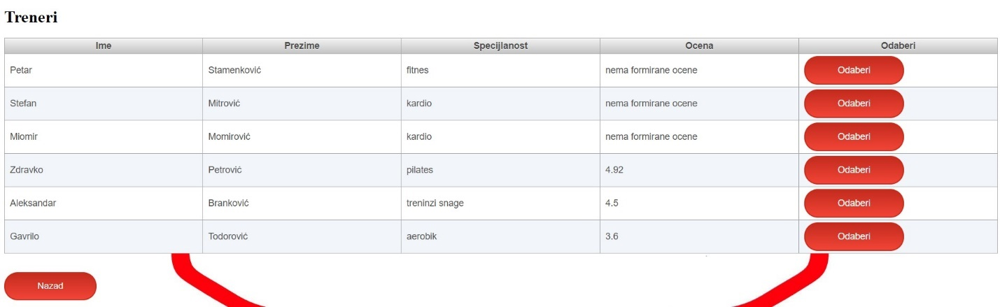 Treneri
Ime Prezime Specijlanost Ocena Odaberi
Petar Stamenković fitnes nema formirane ocene Odaberi
Stefan Mitrović kardio nema formirane ocene Odaberi
Miomir Momirović kardio nema formirane ocene Odaberi
Zdravko Petrović pilates 4.92 Odaberi
Aleksandar Branković treninzi snage 4.5 Odaberi
Gavrilo Todorović aerobik 3.6 Odaberi
Nazad